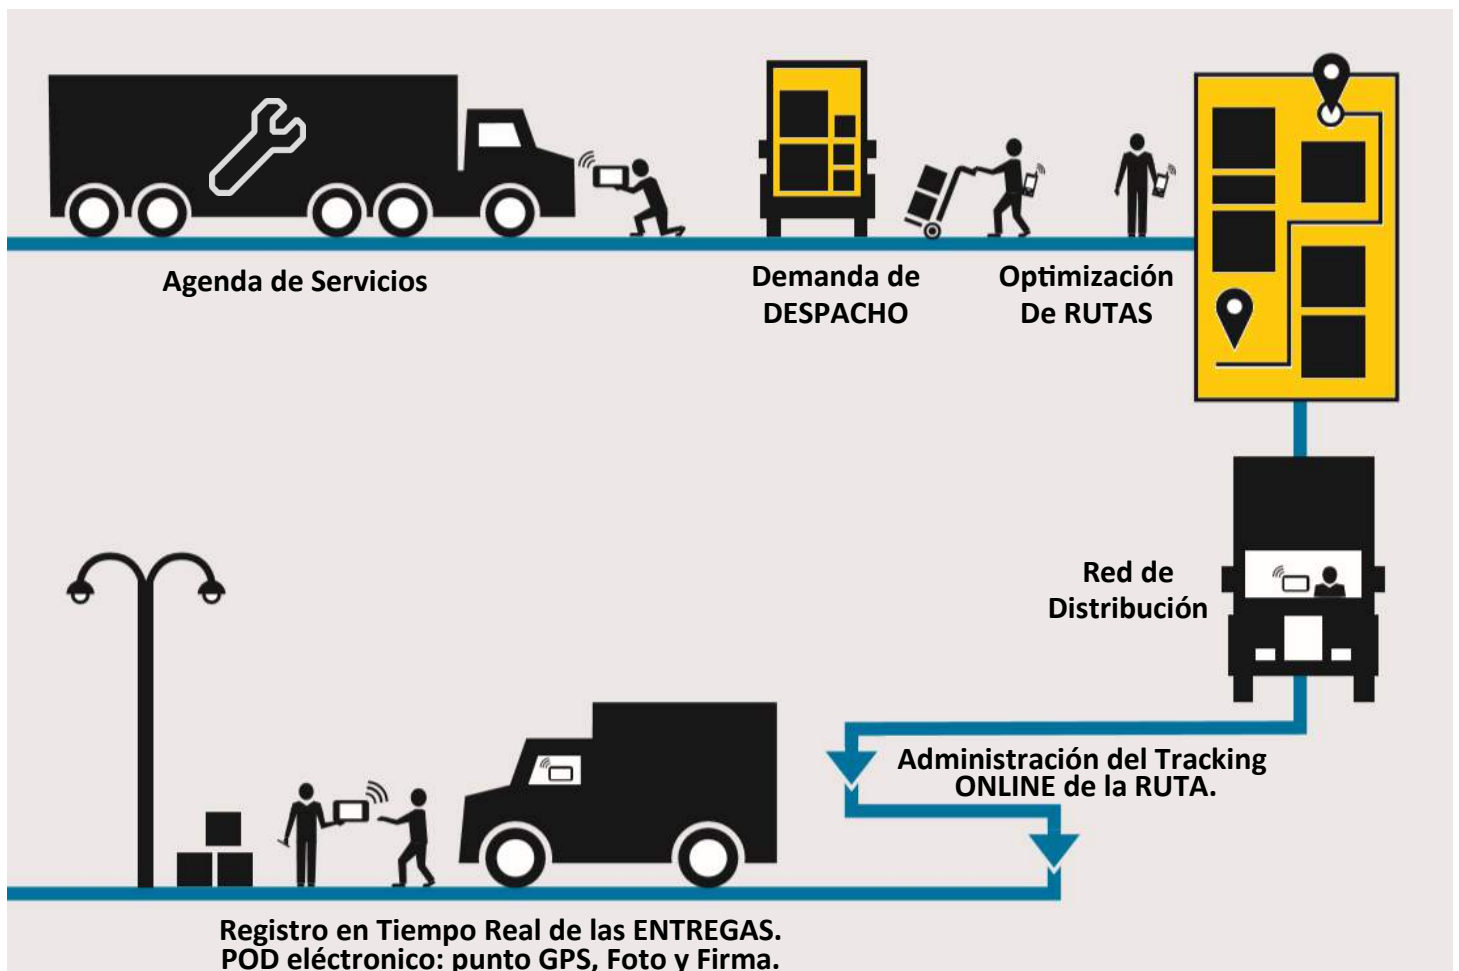 Agenda de Servicios
Demanda de
DESPACHO
Optimización
De RUTAS
Red de
Distribución
Administración del Tracking
ONLINE de la RUTA.
Registro en Tiempo Real de las ENTREGAS.
POD eléctronico: punto GPS, Foto y Firma.